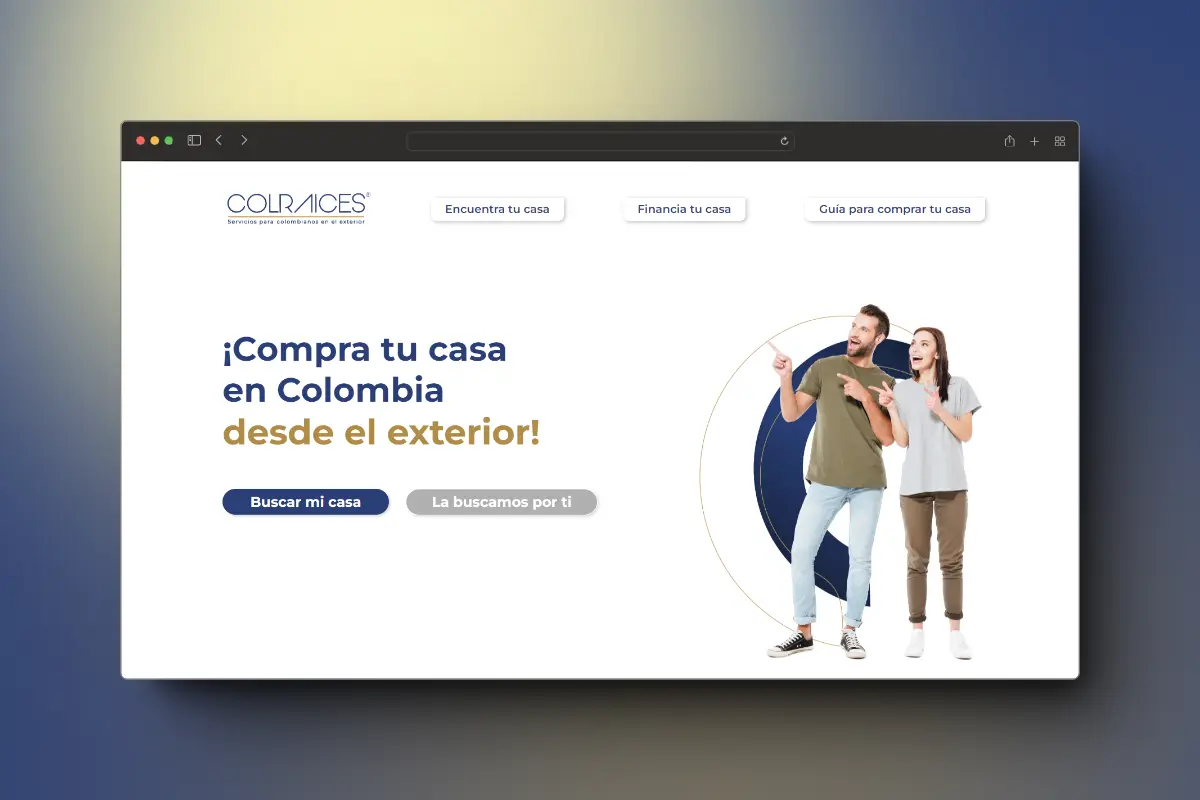 COLRAICES®
Servicios para colombianos en el exterior
Encuentra tu casa
Financia tu casa
Guía para comprar tu casa
¡Compra tu casa
en Colombia
desde el exterior!
Buscar mi casa
La buscamos por ti